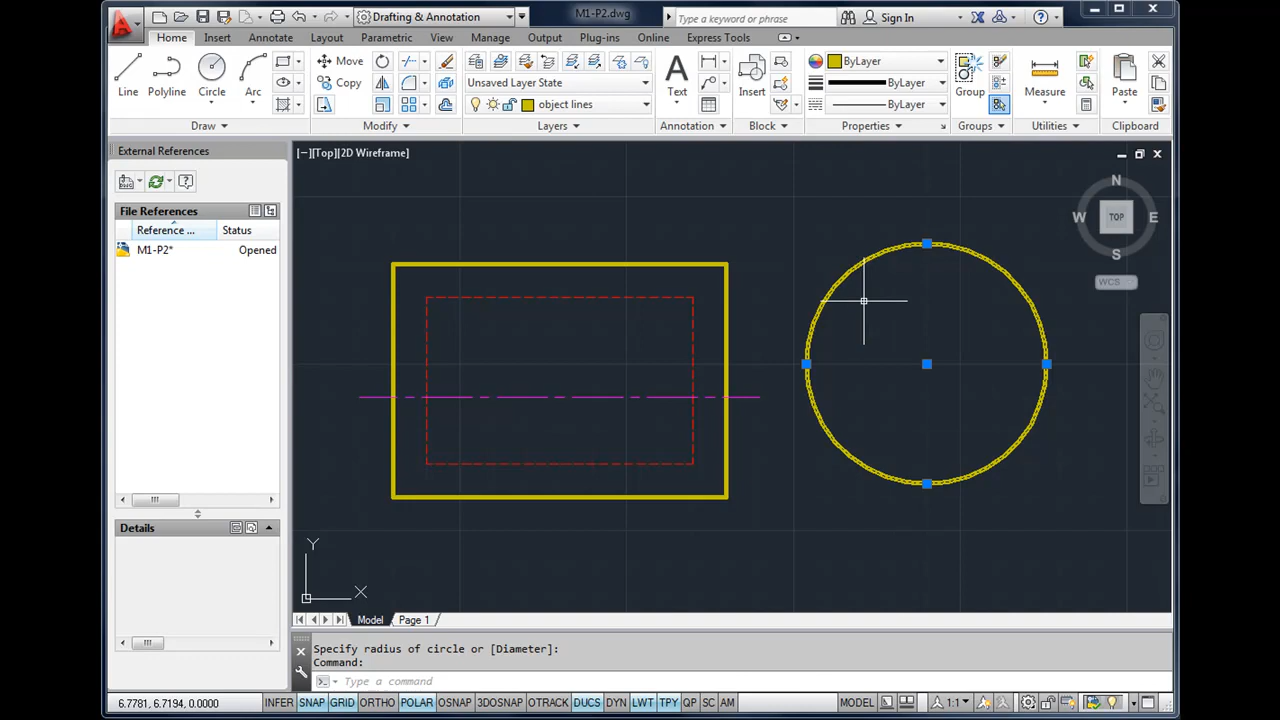 Drafting & Annotation
M1-P2.dwg
Type a keyword or phrase
Sign In
Home Insert Annotate Layout Parametric View Manage Output Plug-ins Online Express Tools
Line Polyline Circle Arc
Move
Copy
Unsaved Layer State
object lines
Text
Insert
ByLayer
ByLayer
ByLayer
Group
Measure
Paste
Draw Modify Layers Annotation Block Properties Groups Utilities Clipboard
External References
File References
Reference ... Status
M1-P2* Opened
Details
[−][Top][2D Wireframe]
N
W TOP E
S
WCS
Y
X
Model Page 1
Specify radius of circle or [Diameter]:
Command:
Type a command
6.7781, 6.7194, 0.0000 INFER SNAP GRID ORTHO POLAR OSNAP 3DOSNAP OTRACK DUCS DYN LWT TPY QP SC AM MODEL 1:1